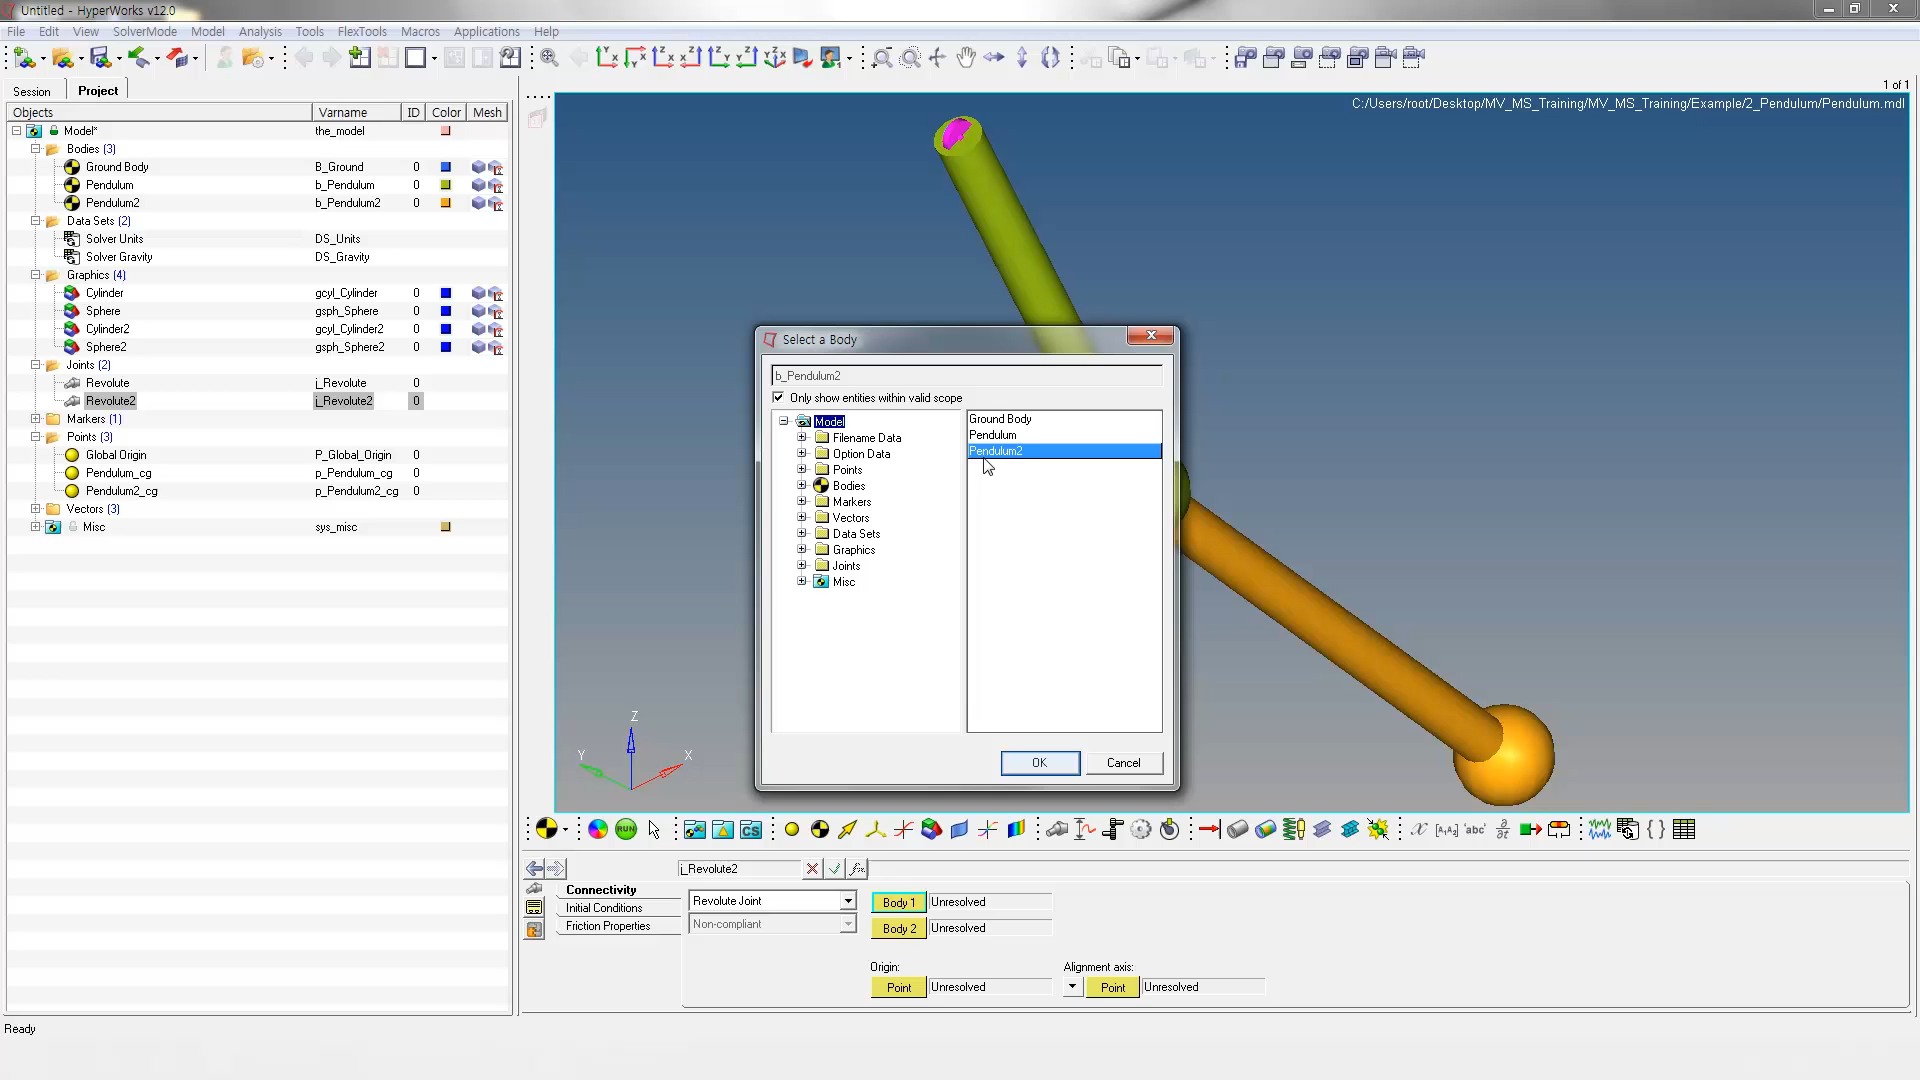 Untitled - HyperWorks v12.0
File Edit View SolverMode Model Analysis Tools FlexTools Macros Applications Help
Session Project
1 of 1
Objects Varname ID Color Mesh
Model* the_model
Bodies (3)
Ground Body B_Ground 0
Pendulum b_Pendulum 0
Pendulum2 b_Pendulum2 0
Data Sets (2)
Solver Units DS_Units
Solver Gravity DS_Gravity
Graphics (4)
Cylinder gcyl_Cylinder 0
Sphere gsph_Sphere 0
Cylinder2 gcyl_Cylinder2 0
Sphere2 gsph_Sphere2 0
Joints (2)
Revolute j_Revolute 0
Revolute2 j_Revolute2 0
Markers (1)
Points (3)
Global Origin P_Global_Origin 0
Pendulum_cg p_Pendulum_cg 0
Pendulum2_cg p_Pendulum2_cg 0
Vectors (3)
Misc sys_misc
C:/Users/root/Desktop/MV_MS_Training/MV_MS_Training/Example/2_Pendulum/Pendulum.mdl
Select a Body
b_Pendulum2
Only show entities within valid scope
Model
Filename Data
Option Data
Points
Bodies
Markers
Vectors
Data Sets
Graphics
Joints
Misc
Ground Body
Pendulum
Pendulum2
OK Cancel
Z
Y X
RUN
CS
'abc'
j_Revolute2
Connectivity
Initial Conditions
Friction Properties
Revolute Joint
Non-compliant
Body 1 Unresolved
Body 2 Unresolved
Origin: Alignment axis:
Point Unresolved Point Unresolved
Ready